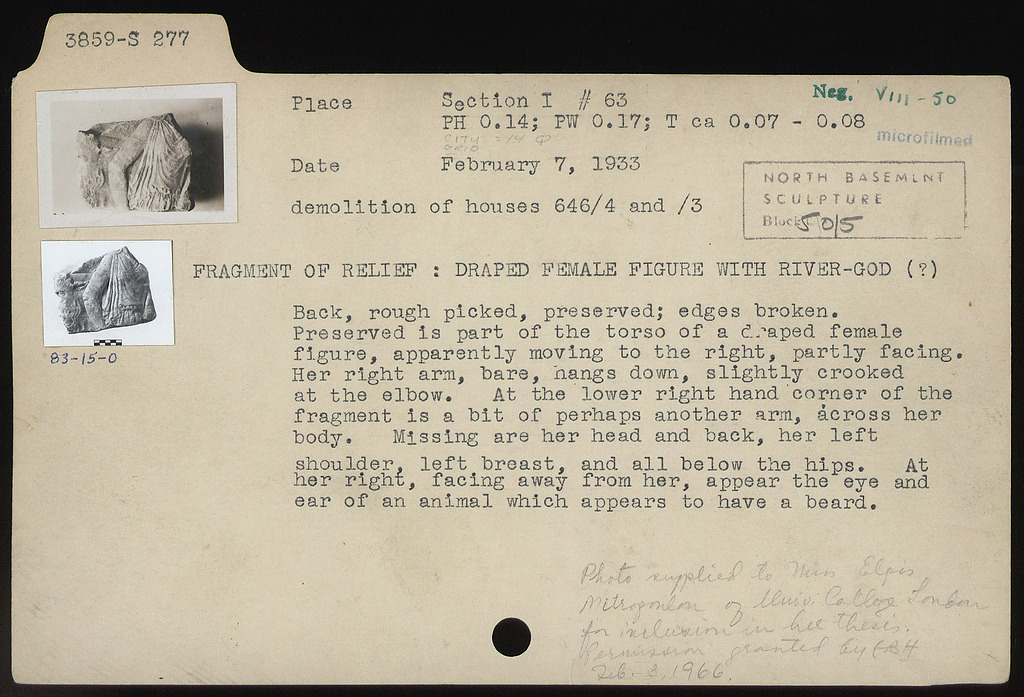 3859-S 277
Place Section I # 63
PH 0.14; PW 0.17; T ca 0.07 - 0.08
CITY GRID
Neg. VIII-50
microfilmed
Date February 7, 1933
demolition of houses 646/4 and /3
NORTH BASEMENT
SCULPTURE
Block 50/5
FRAGMENT OF RELIEF : DRAPED FEMALE FIGURE WITH RIVER-GOD (?)
83-15-0
Back, rough picked, preserved; edges broken.
Preserved is part of the torso of a draped female
figure, apparently moving to the right, partly facing.
Her right arm, bare, hangs down, slightly crooked
at the elbow. At the lower right hand corner of the
fragment is a bit of perhaps another arm, across her
body. Missing are her head and back, her left
shoulder, left breast, and all below the hips. At
her right, facing away from her, appear the eye and
ear of an animal which appears to have a beard.
Photo supplied to Miss Elpis
Mitropoulou of Univ. College London
for inclusion in her thesis.
Permission granted by
Feb. 3, 1966.